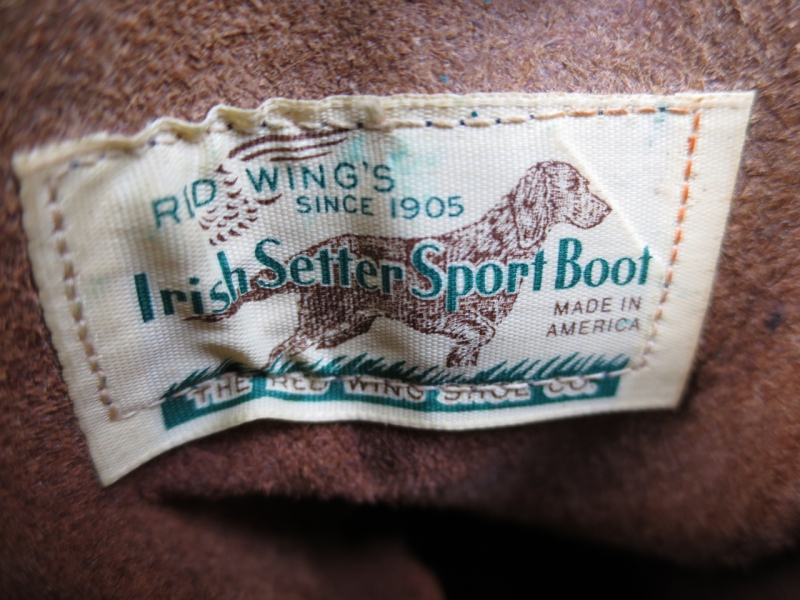 RED WING'S
SINCE 1905
Irish Setter Sport Boot
MADE IN
AMERICA
THE RED WING SHOE CO.